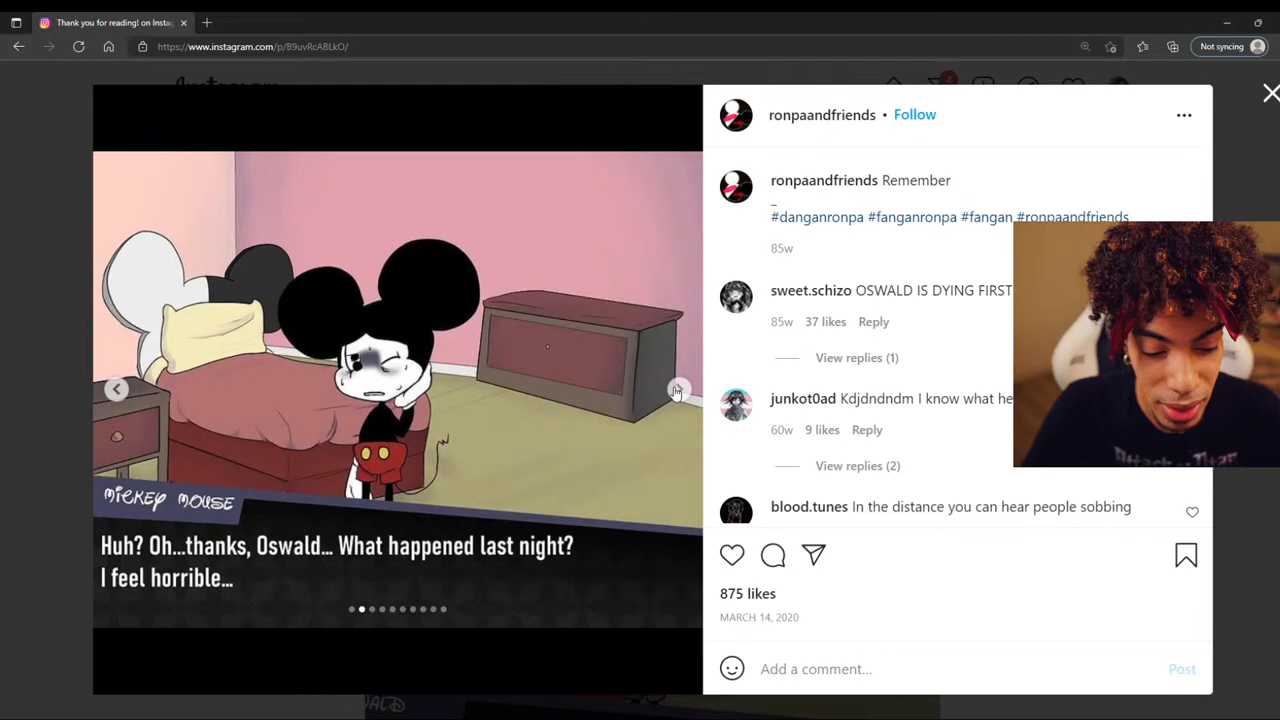 Thank you for reading! on Insta
Not syncing
https://www.instagram.com/p/B9uvRcABLkO/
Instagram
4
ronpaandfriends • Follow
ronpaandfriends Remember
_
#danganronpa #fanganronpa #fangan #ronpaandfriends
85w
sweet.schizo OSWALD IS DYING FIRST
85w 37 likes Reply
View replies (1)
junkot0ad Kdjdndndm I know what he
60w 9 likes Reply
View replies (2)
blood.tunes In the distance you can hear people sobbing
875 likes
MARCH 14, 2020
Add a comment...
Post
MICKEY MOUSE
Huh? Oh...thanks, Oswald... What happened last night?
I feel horrible...